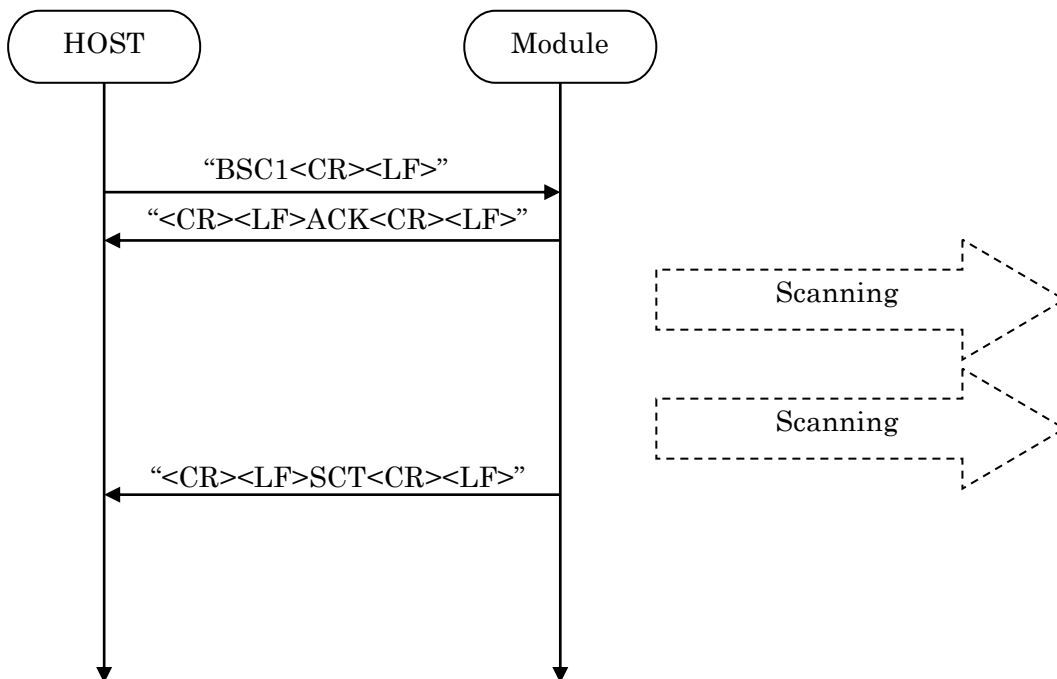 HOST
Module
“BSC1<CR><LF>”
“<CR><LF>ACK<CR><LF>”
Scanning
Scanning
“<CR><LF>SCT<CR><LF>”